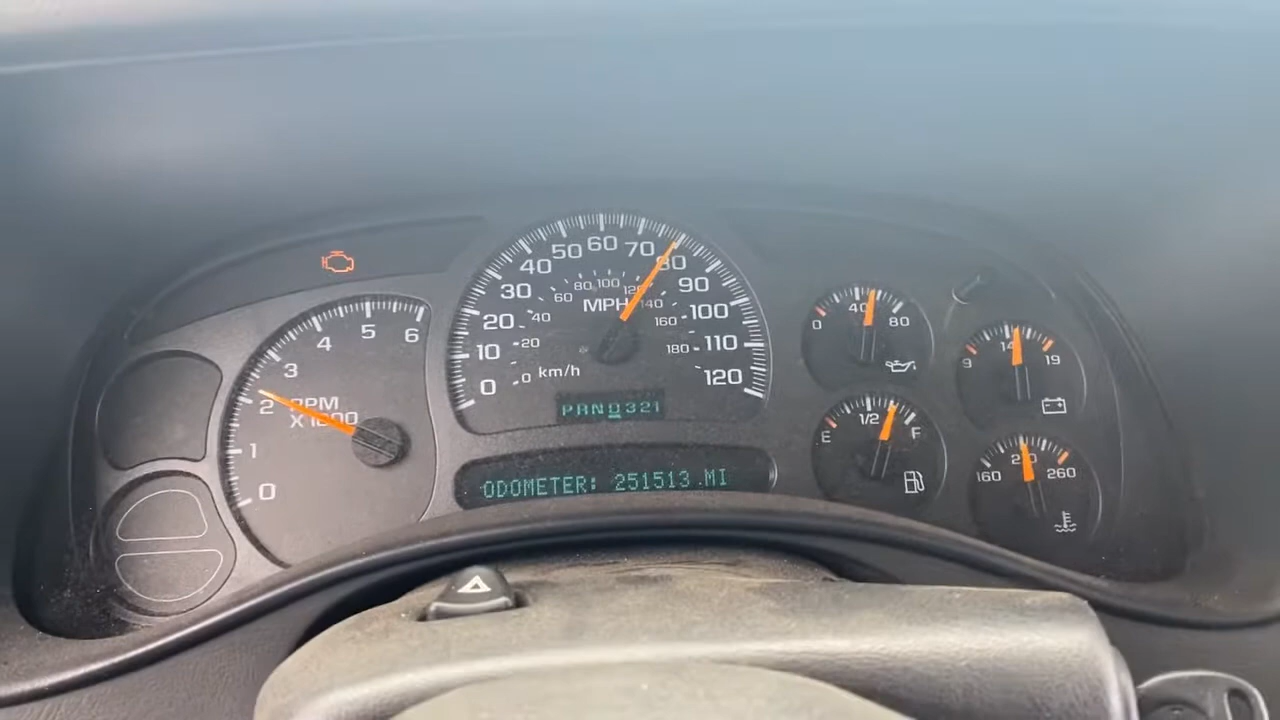 0 1 2 3 4 5 6
RPM
X1000
0 10 20 30 40 50 60 70 80 90 100 110 120
MPH
0 20 40 60 80 100 120 140 160 180
km/h
PRND321
ODOMETER: 251513 MI
0 40 80
9 14 19
E 1/2 F
160 210 260